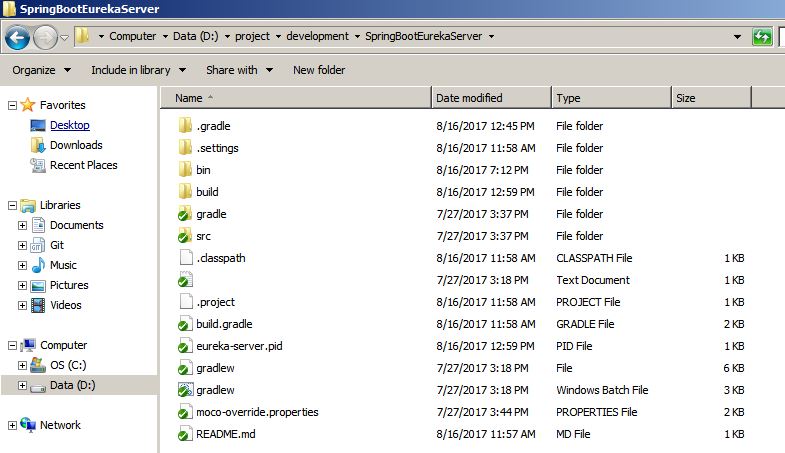 SpringBootEurekaServer
Computer Data (D:) project development SpringBootEurekaServer
Organize Include in library Share with New folder
Favorites
Desktop
Downloads
Recent Places
Libraries
Documents
Git
Music
Pictures
Videos
Computer
OS (C:)
Data (D:)
Network
Name Date modified Type Size
.gradle 8/16/2017 12:45 PM File folder
.settings 8/16/2017 11:58 AM File folder
bin 8/16/2017 7:12 PM File folder
build 8/16/2017 12:59 PM File folder
gradle 7/27/2017 3:37 PM File folder
src 7/27/2017 3:37 PM File folder
.classpath 8/16/2017 11:58 AM CLASSPATH File 1 KB
7/27/2017 3:18 PM Text Document 1 KB
.project 8/16/2017 11:58 AM PROJECT File 1 KB
build.gradle 8/16/2017 11:58 AM GRADLE File 2 KB
eureka-server.pid 8/16/2017 12:59 PM PID File 1 KB
gradlew 7/27/2017 3:18 PM File 6 KB
gradlew 7/27/2017 3:18 PM Windows Batch File 3 KB
moco-override.properties 7/27/2017 3:44 PM PROPERTIES File 2 KB
README.md 8/16/2017 11:57 AM MD File 1 KB